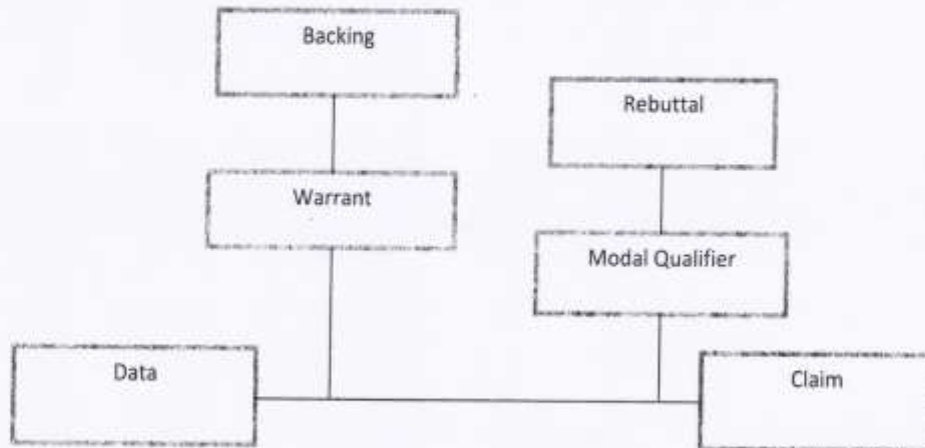 Backing
Rebuttal
Warrant
Modal Qualifier
Data
Claim